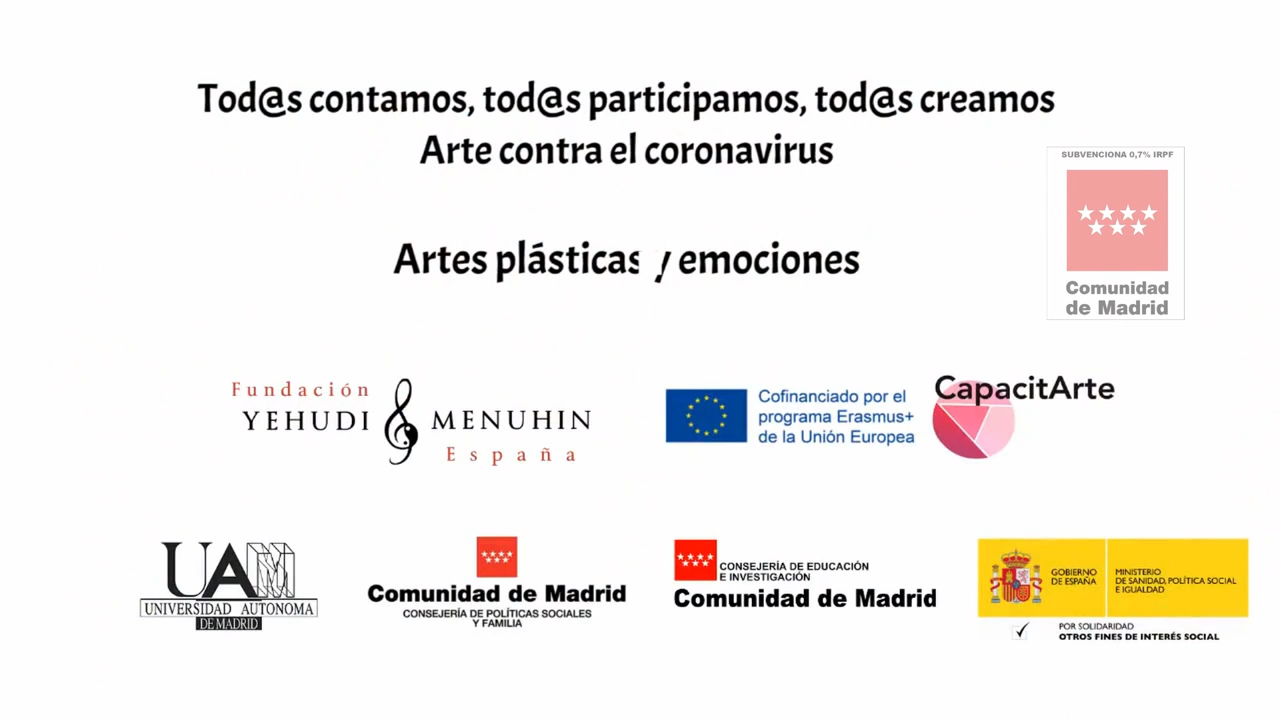 Tod@s contamos, tod@s participamos, tod@s creamos
Arte contra el coronavirus
SUBVENCIONA 0,7% IRPF
Comunidad
de Madrid
Artes plásticas y emociones
Fundación
YEHUDI MENUHIN
España
Cofinanciado por el
programa Erasmus+
de la Unión Europea
CapacitArte
UAM
UNIVERSIDAD AUTONOMA
DE MADRID
Comunidad de Madrid
CONSEJERÍA DE POLÍTICAS SOCIALES
Y FAMILIA
CONSEJERÍA DE EDUCACIÓN
E INVESTIGACIÓN
Comunidad de Madrid
GOBIERNO
DE ESPAÑA
MINISTERIO
DE SANIDAD, POLÍTICA SOCIAL
E IGUALDAD
POR SOLIDARIDAD
OTROS FINES DE INTERÉS SOCIAL